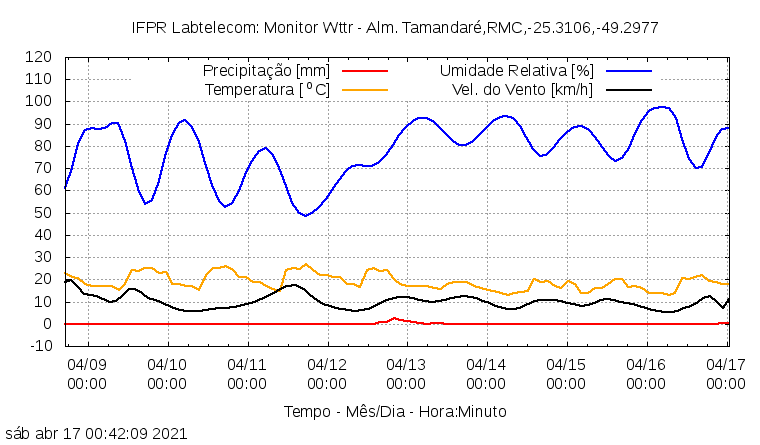 IFPR Labtelecom: Monitor Wttr - Alm. Tamandaré,RMC,-25.3106,-49.2977
120
110
100
90
80
70
60
50
40
30
20
10
0
-10
Precipitação [mm] Umidade Relativa [%]
Temperatura [⁰C] Vel. do Vento [km/h]
04/09 04/10 04/11 04/12 04/13 04/14 04/15 04/16 04/17
00:00 00:00 00:00 00:00 00:00 00:00 00:00 00:00 00:00
Tempo - Mês/Dia - Hora:Minuto
sáb abr 17 00:42:09 2021